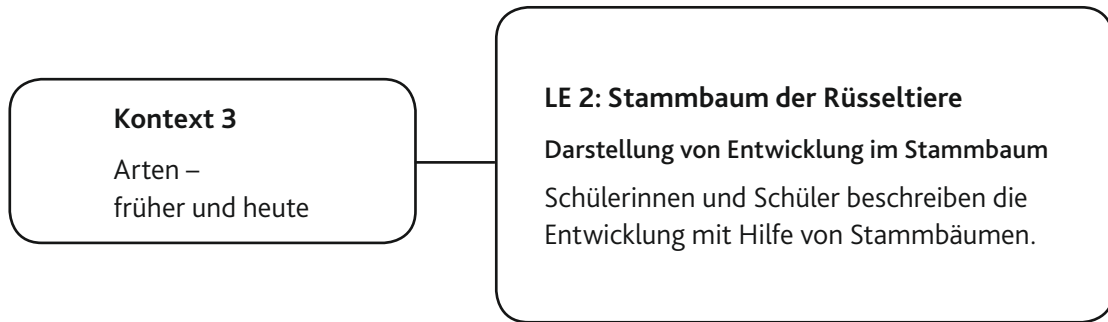 Kontext 3
Arten –
früher und heute
LE 2: Stammbaum der Rüsseltiere
Darstellung von Entwicklung im Stammbaum
Schülerinnen und Schüler beschreiben die
Entwicklung mit Hilfe von Stammbäumen.